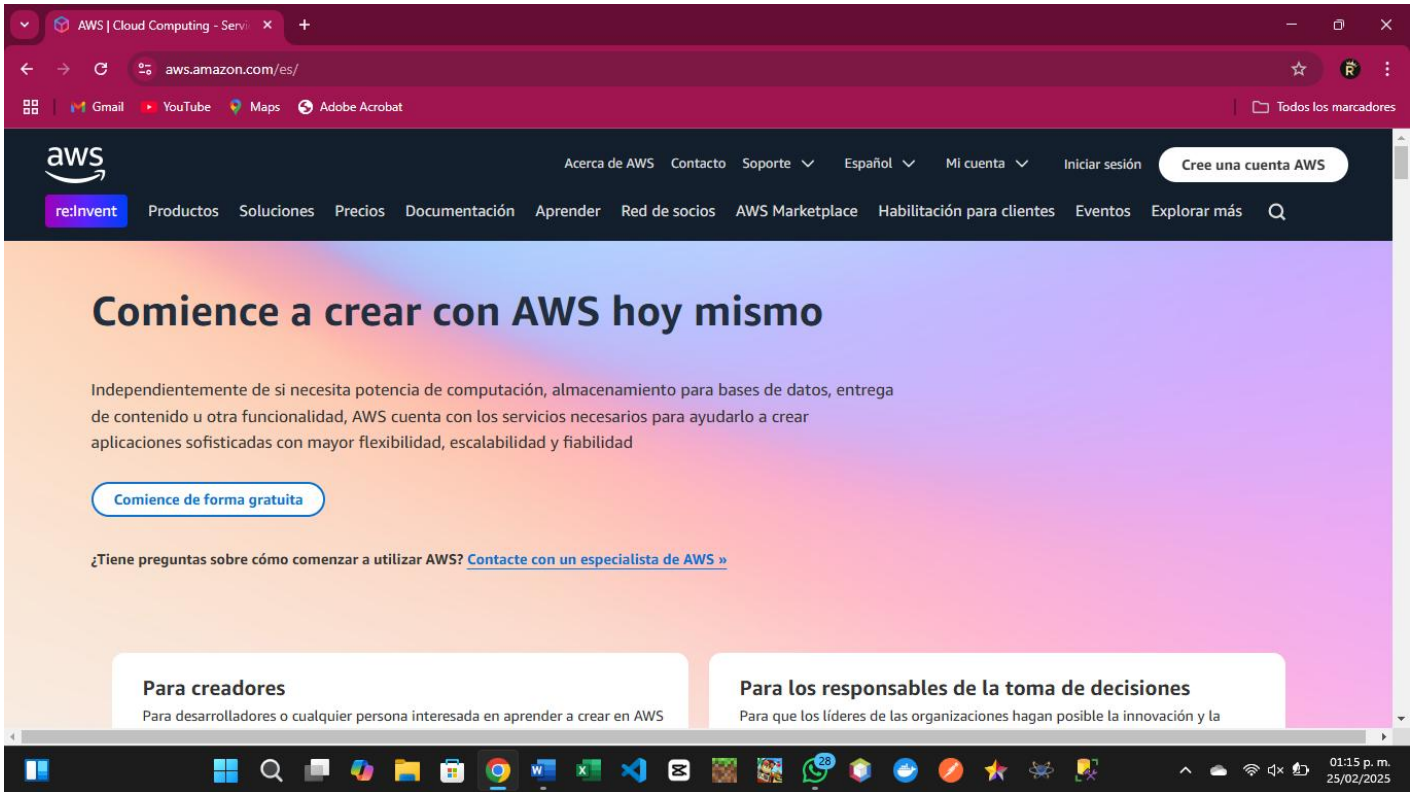 AWS | Cloud Computing - Servi
aws.amazon.com/es/
Gmail YouTube Maps Adobe Acrobat Todos los marcadores
aws
Acerca de AWS Contacto Soporte Español Mi cuenta Iniciar sesión Cree una cuenta AWS
re:Invent Productos Soluciones Precios Documentación Aprender Red de socios AWS Marketplace Habilitación para clientes Eventos Explorar más
Comience a crear con AWS hoy mismo
Independientemente de si necesita potencia de computación, almacenamiento para bases de datos, entrega
de contenido u otra funcionalidad, AWS cuenta con los servicios necesarios para ayudarlo a crear
aplicaciones sofisticadas con mayor flexibilidad, escalabilidad y fiabilidad
Comience de forma gratuita
¿Tiene preguntas sobre cómo comenzar a utilizar AWS? Contacte con un especialista de AWS »
Para creadores
Para desarrolladores o cualquier persona interesada en aprender a crear en AWS
Para los responsables de la toma de decisiones
Para que los líderes de las organizaciones hagan posible la innovación y la
28
01:15 p. m.
25/02/2025